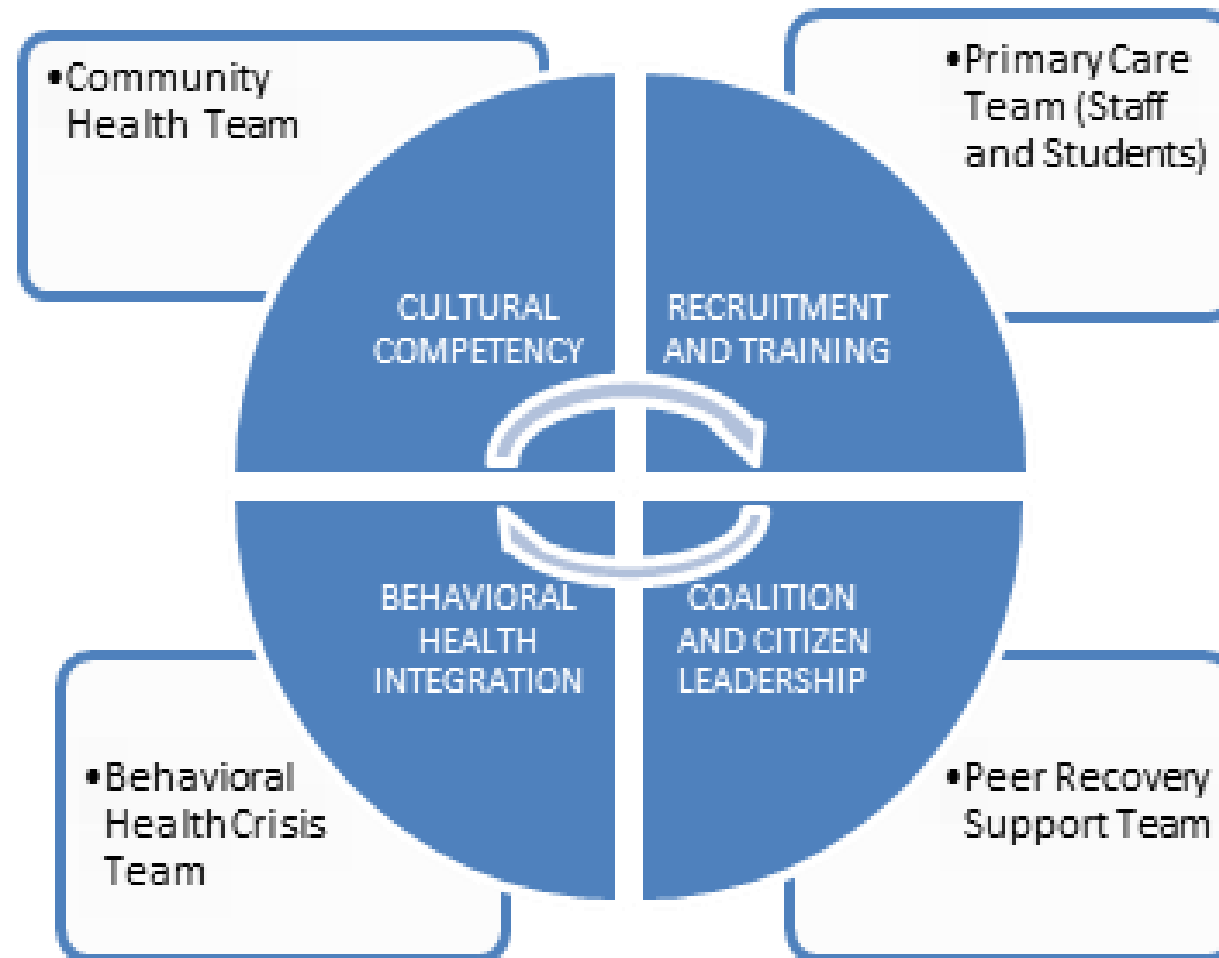 •Community
Health Team
•Primary Care
Team (Staff
and Students)
CULTURAL
COMPETENCY
RECRUITMENT
AND TRAINING
BEHAVIORAL
HEALTH
INTEGRATION
COALITION
AND CITIZEN
LEADERSHIP
•Behavioral
Health Crisis
Team
•Peer Recovery
Support Team